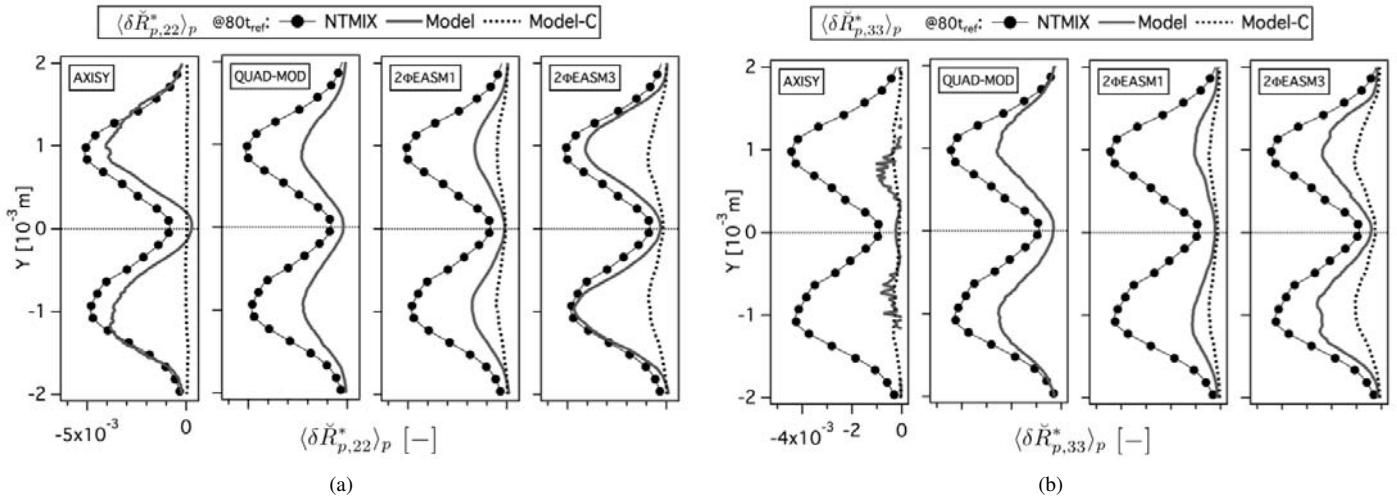 ⟨δR̆*p,22⟩p @80tref: NTMIX Model Model-C
AXISY QUAD-MOD 2ΦEASM1 2ΦEASM3
2
1
0
-1
-2
Y [10⁻³m]
-5x10⁻³ 0
⟨δR̆*p,22⟩p [−]
(a)
⟨δR̆*p,33⟩p @80tref: NTMIX Model Model-C
AXISY QUAD-MOD 2ΦEASM1 2ΦEASM3
2
1
0
-1
-2
Y [10⁻³m]
-4x10⁻³ -2 0
⟨δR̆*p,33⟩p [−]
(b)